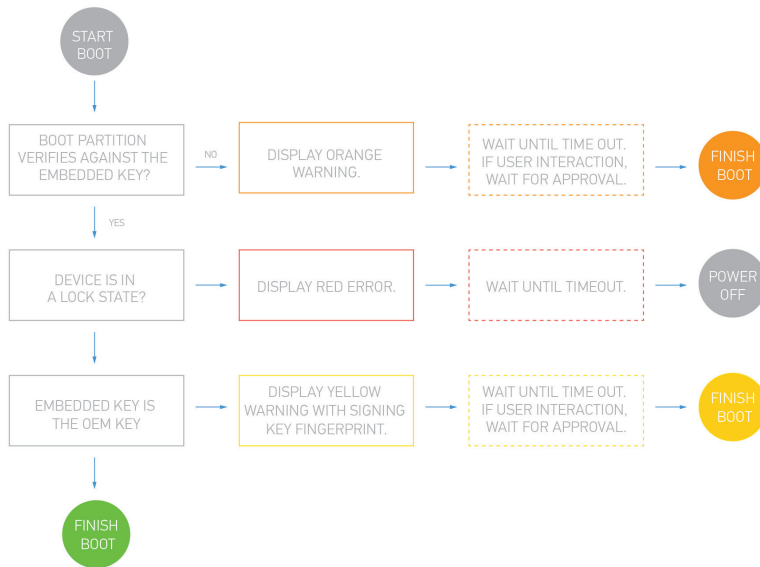 START
BOOT
BOOT PARTITION
VERIFIES AGAINST THE
EMBEDDED KEY?
NO
DISPLAY ORANGE
WARNING.
WAIT UNTIL TIME OUT.
IF USER INTERACTION,
WAIT FOR APPROVAL.
FINISH
BOOT
YES
DEVICE IS IN
A LOCK STATE?
DISPLAY RED ERROR.
WAIT UNTIL TIMEOUT.
POWER
OFF
EMBEDDED KEY IS
THE OEM KEY
DISPLAY YELLOW
WARNING WITH SIGNING
KEY FINGERPRINT.
WAIT UNTIL TIME OUT.
IF USER INTERACTION,
WAIT FOR APPROVAL.
FINISH
BOOT
FINISH
BOOT